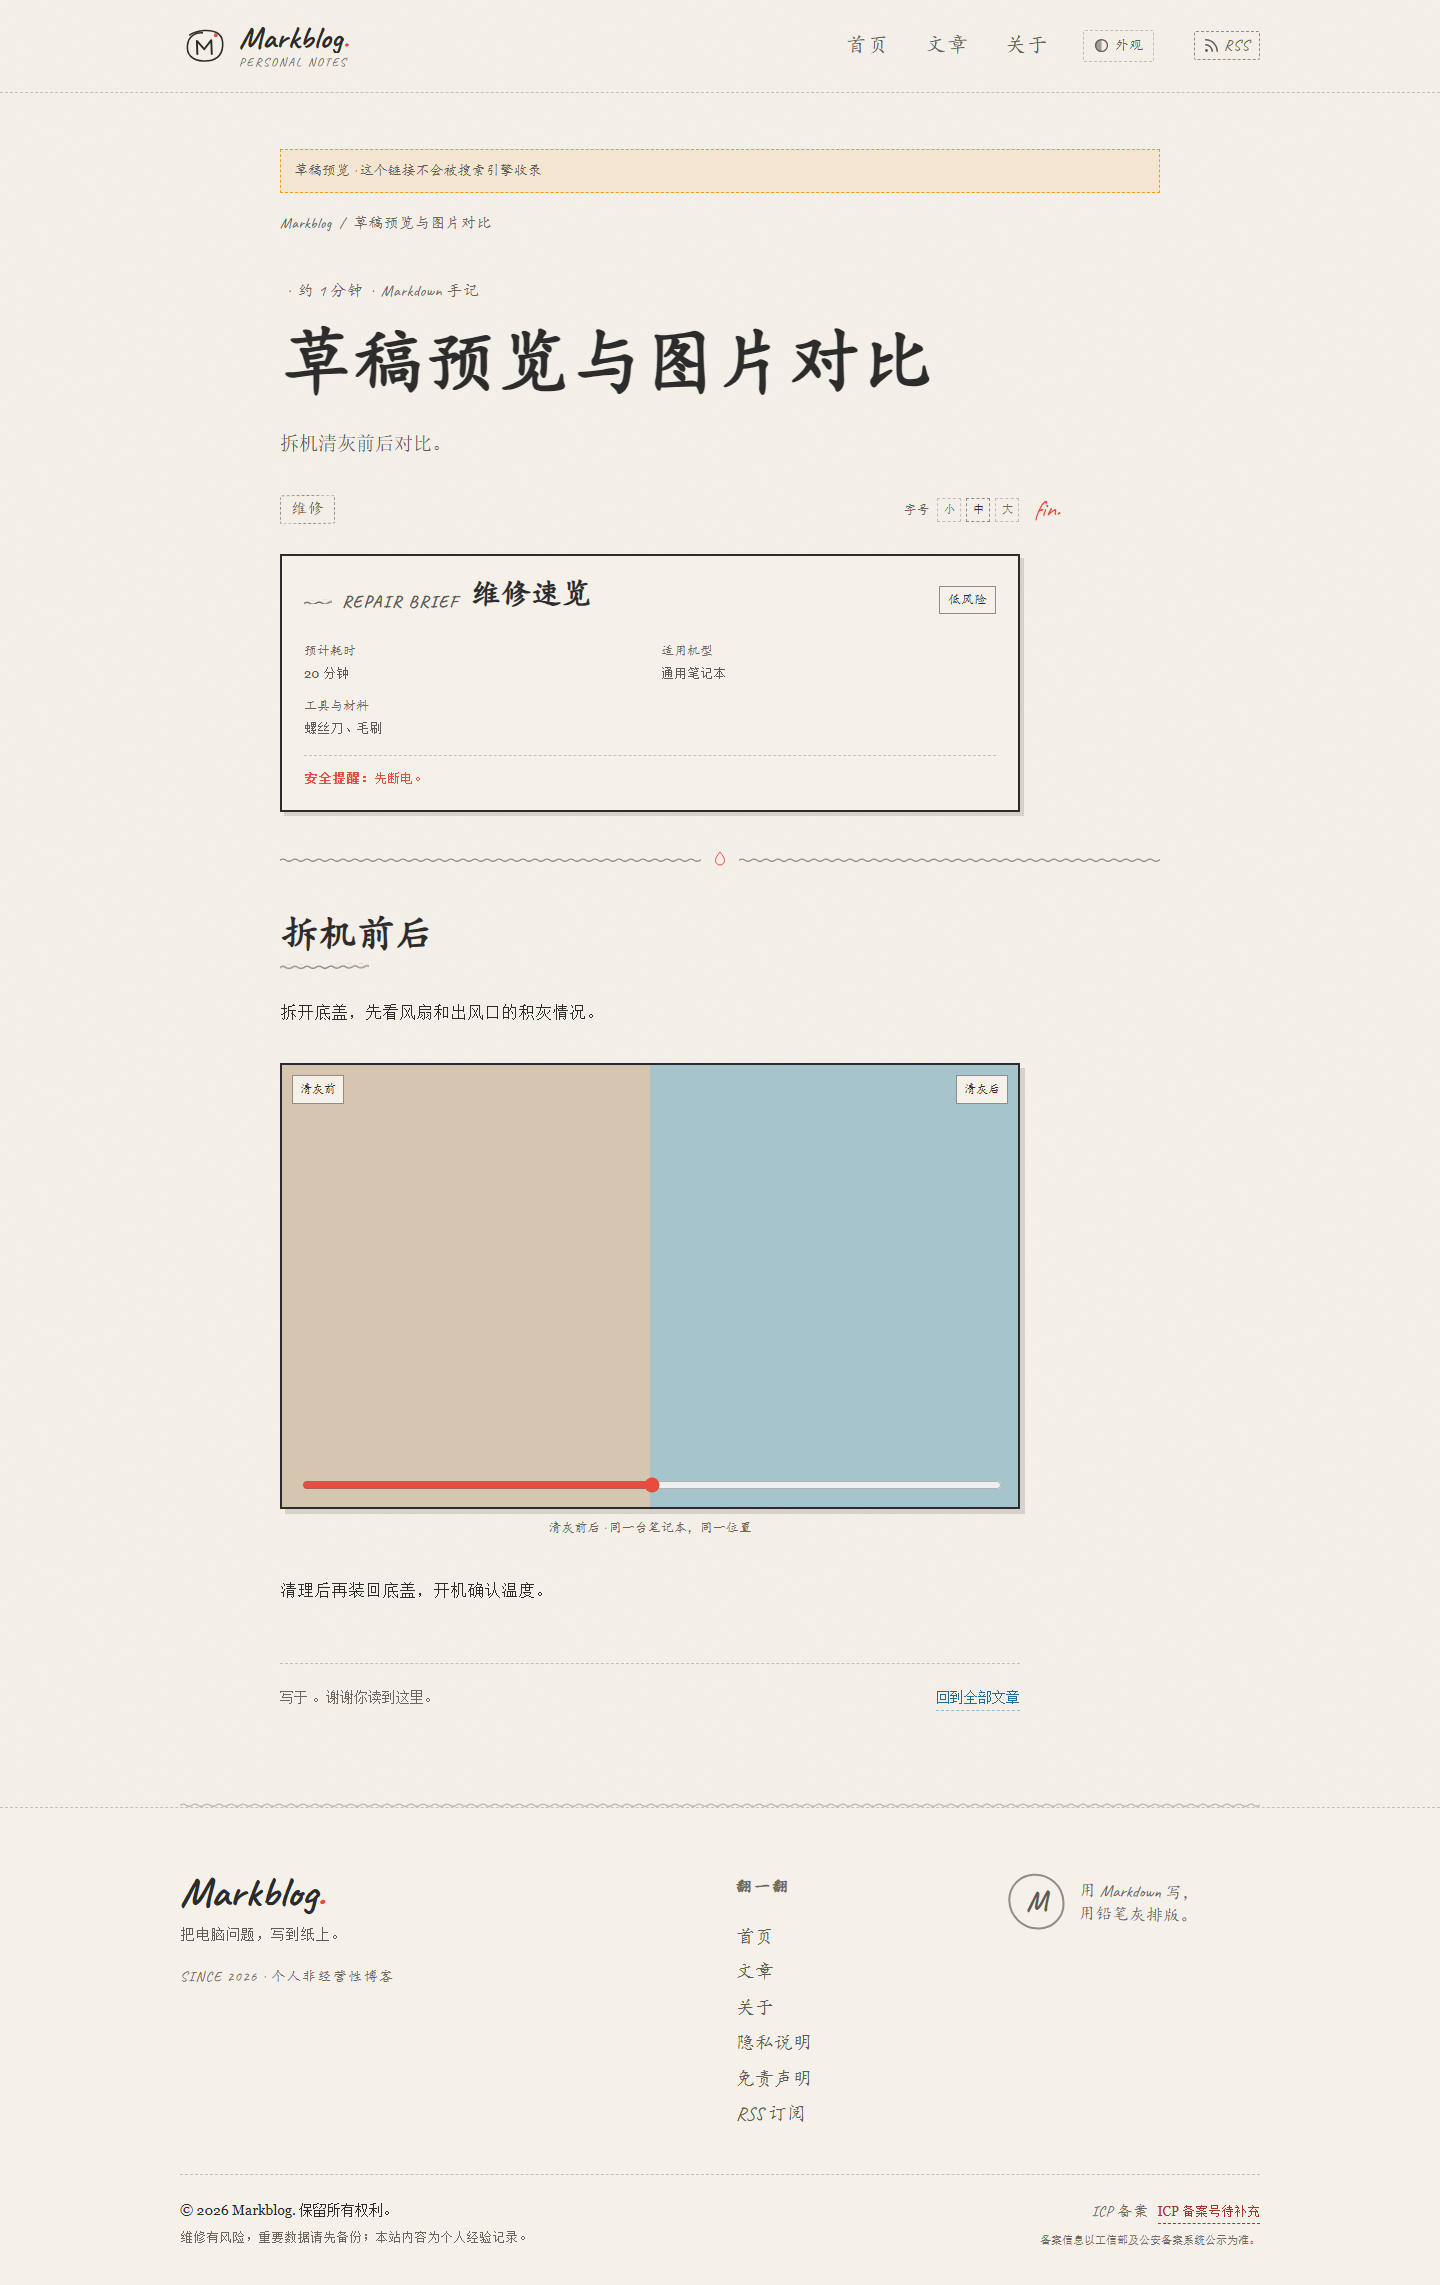 Markblog.
PERSONAL NOTES
首页
文章
关于
外观
RSS
草稿预览 · 这个链接不会被搜索引擎收录
Markblog / 草稿预览与图片对比
· 约 1 分钟 · Markdown 手记
草稿预览与图片对比
拆机清灰前后对比。
维修
字号 小 中 大 fin.
REPAIR BRIEF 维修速览
低风险
预计耗时
20 分钟
适用机型
通用笔记本
工具与材料
螺丝刀、毛刷
安全提醒：先断电。
拆机前后
拆开底盖，先看风扇和出风口的积灰情况。
清灰前
清灰后
清灰前后 · 同一台笔记本，同一位置
清理后再装回底盖，开机确认温度。
写于 。谢谢你读到这里。
回到全部文章
Markblog.
把电脑问题，写到纸上。
SINCE 2026 · 个人非经营性博客
翻一翻
首页
文章
关于
隐私说明
免责声明
RSS 订阅
M
用 Markdown 写，
用铅笔灰排版。
© 2026 Markblog. 保留所有权利。
维修有风险，重要数据请先备份；本站内容为个人经验记录。
ICP 备案 ICP 备案号待补充
备案信息以工信部及公安备案系统公示为准。